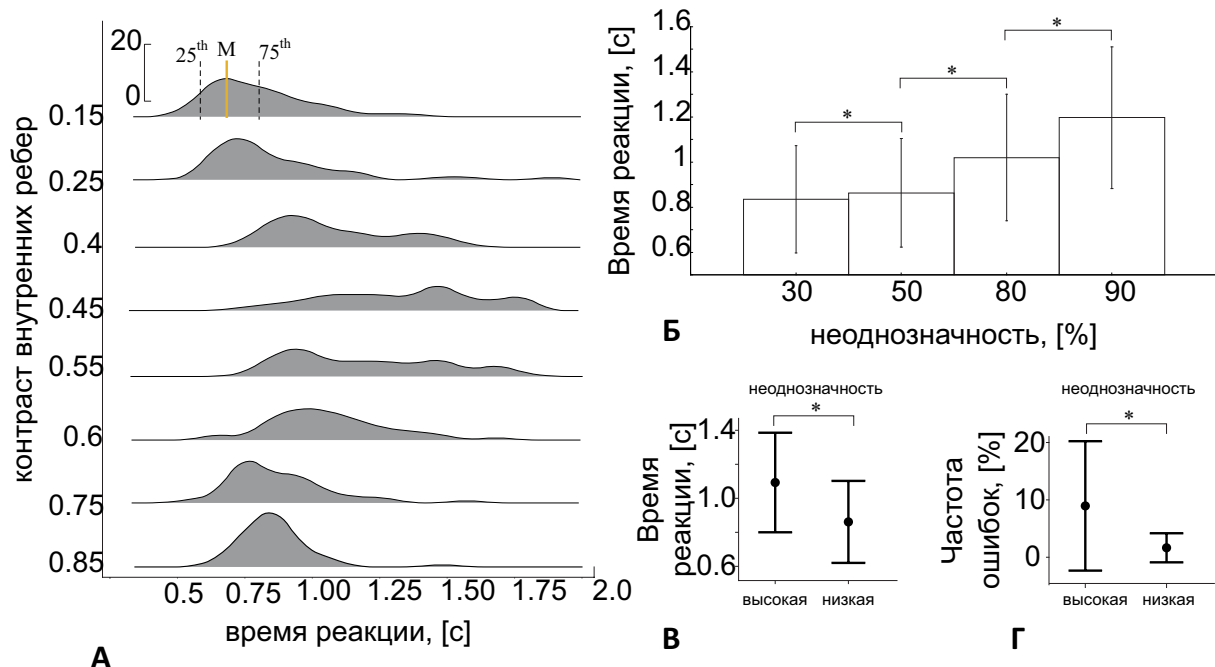 20
0
25th
M
75th
0.15
0.25
0.4
0.45
0.55
0.6
0.75
0.85
контраст внутренних ребер
0.5 0.75 1.00 1.25 1.50 1.75 2.0
время реакции, [с]
А
1.6
1.4
1.2
1
0.8
0.6
Время реакции, [с]
*
*
*
30 50 80 90
неоднозначность, [%]
Б
неоднозначность
*
1.4
1.0
0.6
Время
реакции, [с]
высокая низкая
В
неоднозначность
*
20
10
0
Частота
ошибок, [%]
высокая низкая
Г